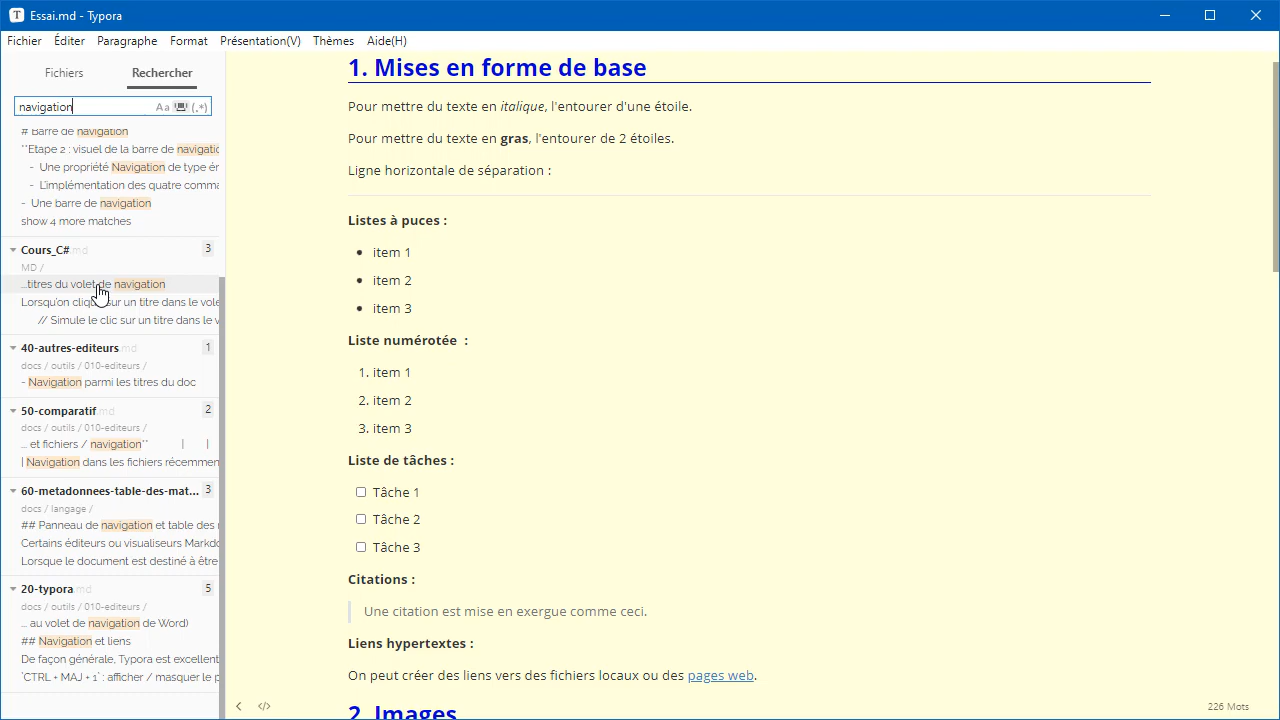 Essai.md - Typora
Fichier Éditer Paragraphe Format Présentation(V) Thèmes Aide(H)
Fichiers Rechercher
navigation Aa (.*)
# Barre de navigation
**Etape 2 : visuel de la barre de navigatic
- Une propriété Navigation de type ér
- L'implémentation des quatre comma
- Une barre de navigation
show 4 more matches
Cours_C#.md 3
MD /
...titres du volet de navigation
Lorsqu'on clique sur un titre dans le vole
// Simule le clic sur un titre dans le v
40-autres-editeurs.md 1
docs / outils / 010-editeurs /
- Navigation parmi les titres du doc
50-comparatif.md 2
docs / outils / 010-editeurs /
... et fichiers / navigation** | |
| Navigation dans les fichiers récemmen
60-metadonnees-table-des-mat... 3
docs / langage /
## Panneau de navigation et table des r
Certains éditeurs ou visualiseurs Markdo
Lorsque le document est destiné à être
20-typora.md 5
docs / outils / 010-editeurs /
... au volet de navigation de Word)
## Navigation et liens
De façon générale, Typora est excellent
`CTRL + MAJ + 1` : afficher / masquer le p
1. Mises en forme de base
Pour mettre du texte en italique, l'entourer d'une étoile.
Pour mettre du texte en gras, l'entourer de 2 étoiles.
Ligne horizontale de séparation :
Listes à puces :
• item 1
• item 2
• item 3
Liste numérotée :
1. item 1
2. item 2
3. item 3
Liste de tâches :
Tâche 1
Tâche 2
Tâche 3
Citations :
Une citation est mise en exergue comme ceci.
Liens hypertextes :
On peut créer des liens vers des fichiers locaux ou des pages web.
2. Images
</> 226 Mots